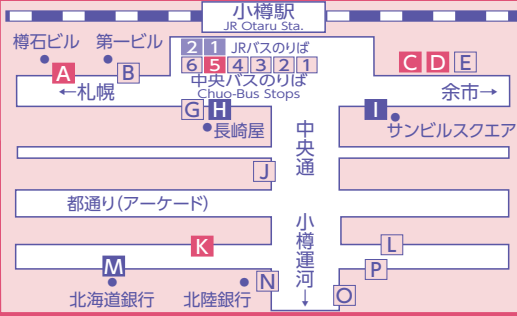 小樽駅
JR Otaru Sta.
樽石ビル 第一ビル
2 1 JRバスのりば
6 5 4 3 2 1
A B
C D E
中央バスのりば
Chuo-Bus Stops
←札幌
余市→
G H
I
長崎屋
サンビルスクエア
中央通
J
都通り(アーケード)
小樽運河→
K
L
M
P
N
O
北海道銀行
北陸銀行